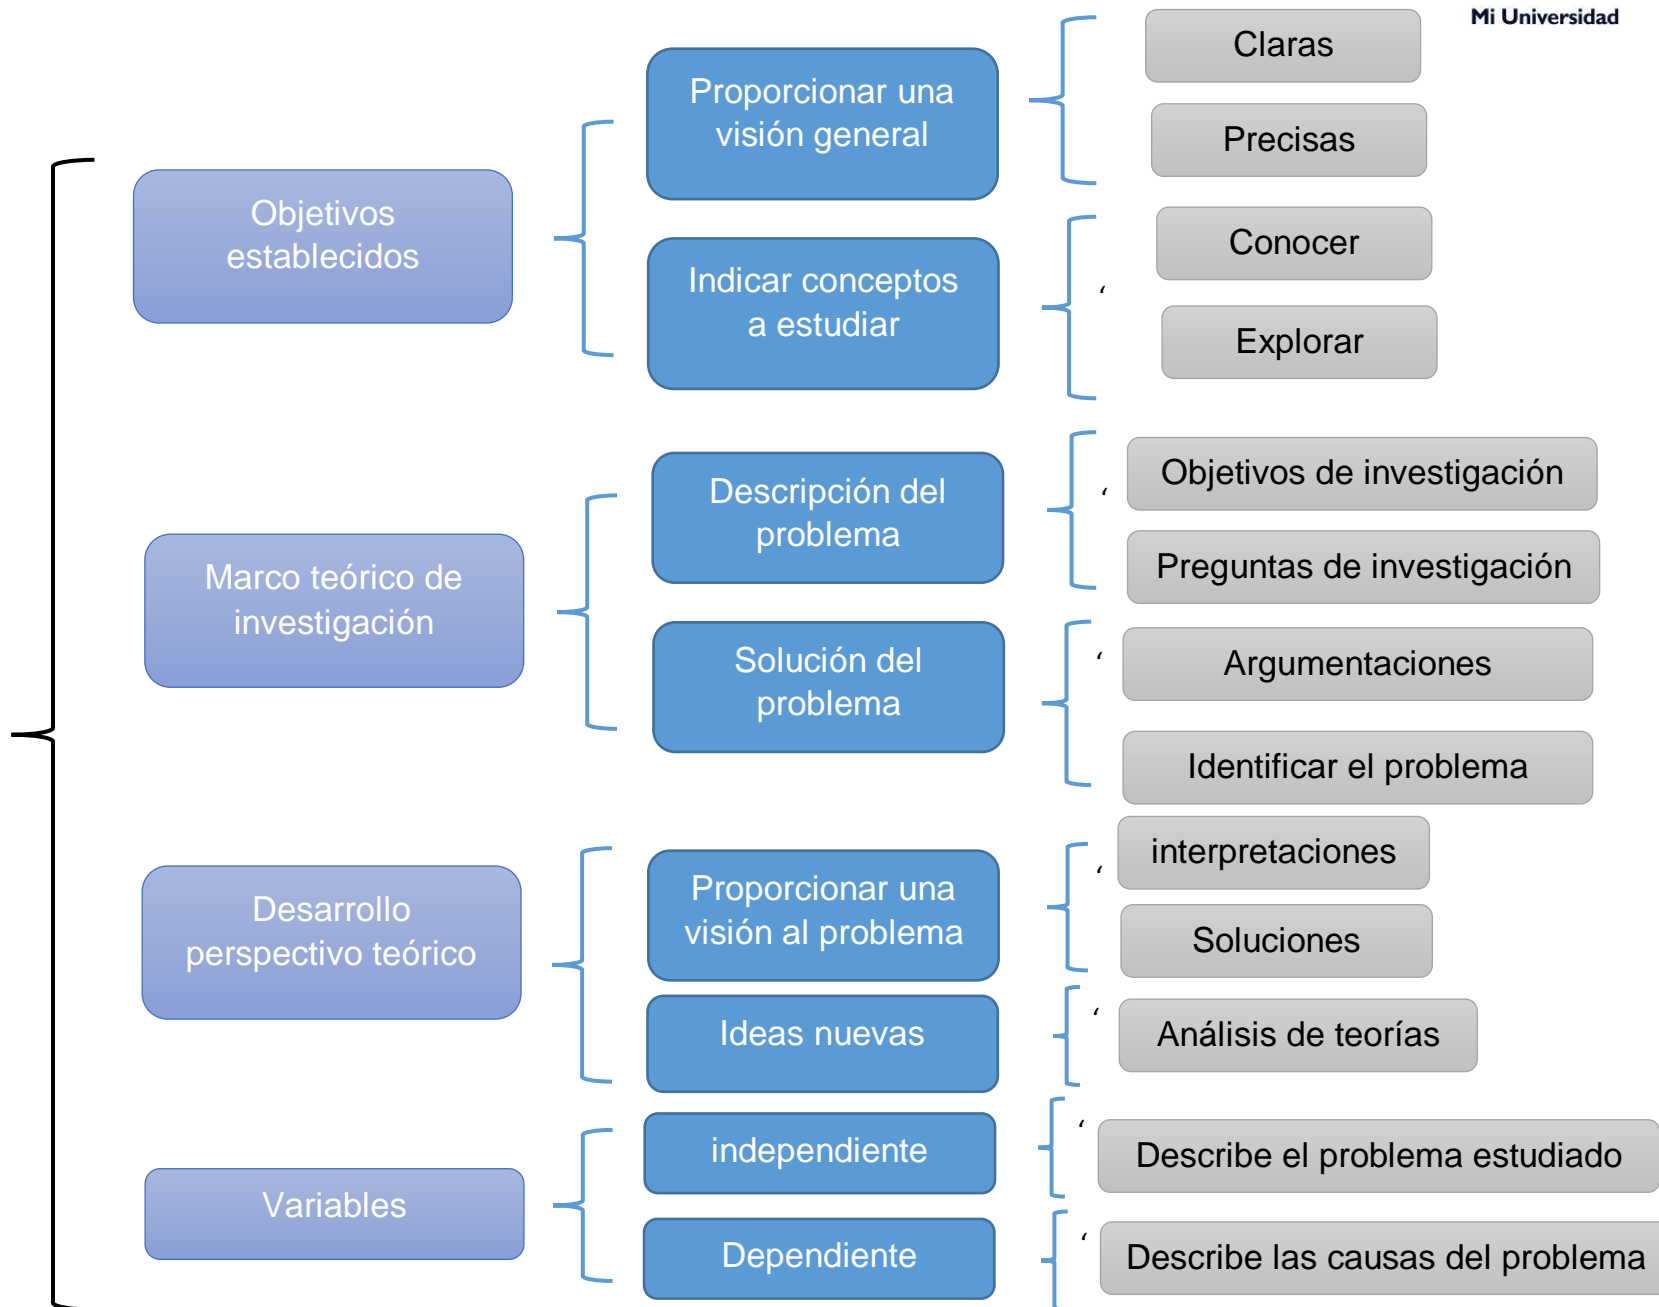 Mi Universidad
Objetivos
establecidos
Proporcionar una
visión general
Claras
Precisas
Indicar conceptos
a estudiar
‘
Conocer
Explorar
Marco teórico de
investigación
Descripción del
problema
‘
Objetivos de investigación
Preguntas de investigación
Solución del
problema
‘
Argumentaciones
Identificar el problema
Desarrollo
perspectivo teórico
Proporcionar una
visión al problema
‘
interpretaciones
Soluciones
Ideas nuevas
‘
Análisis de teorías
Variables
independiente
‘
Describe el problema estudiado
Dependiente
‘
Describe las causas del problema